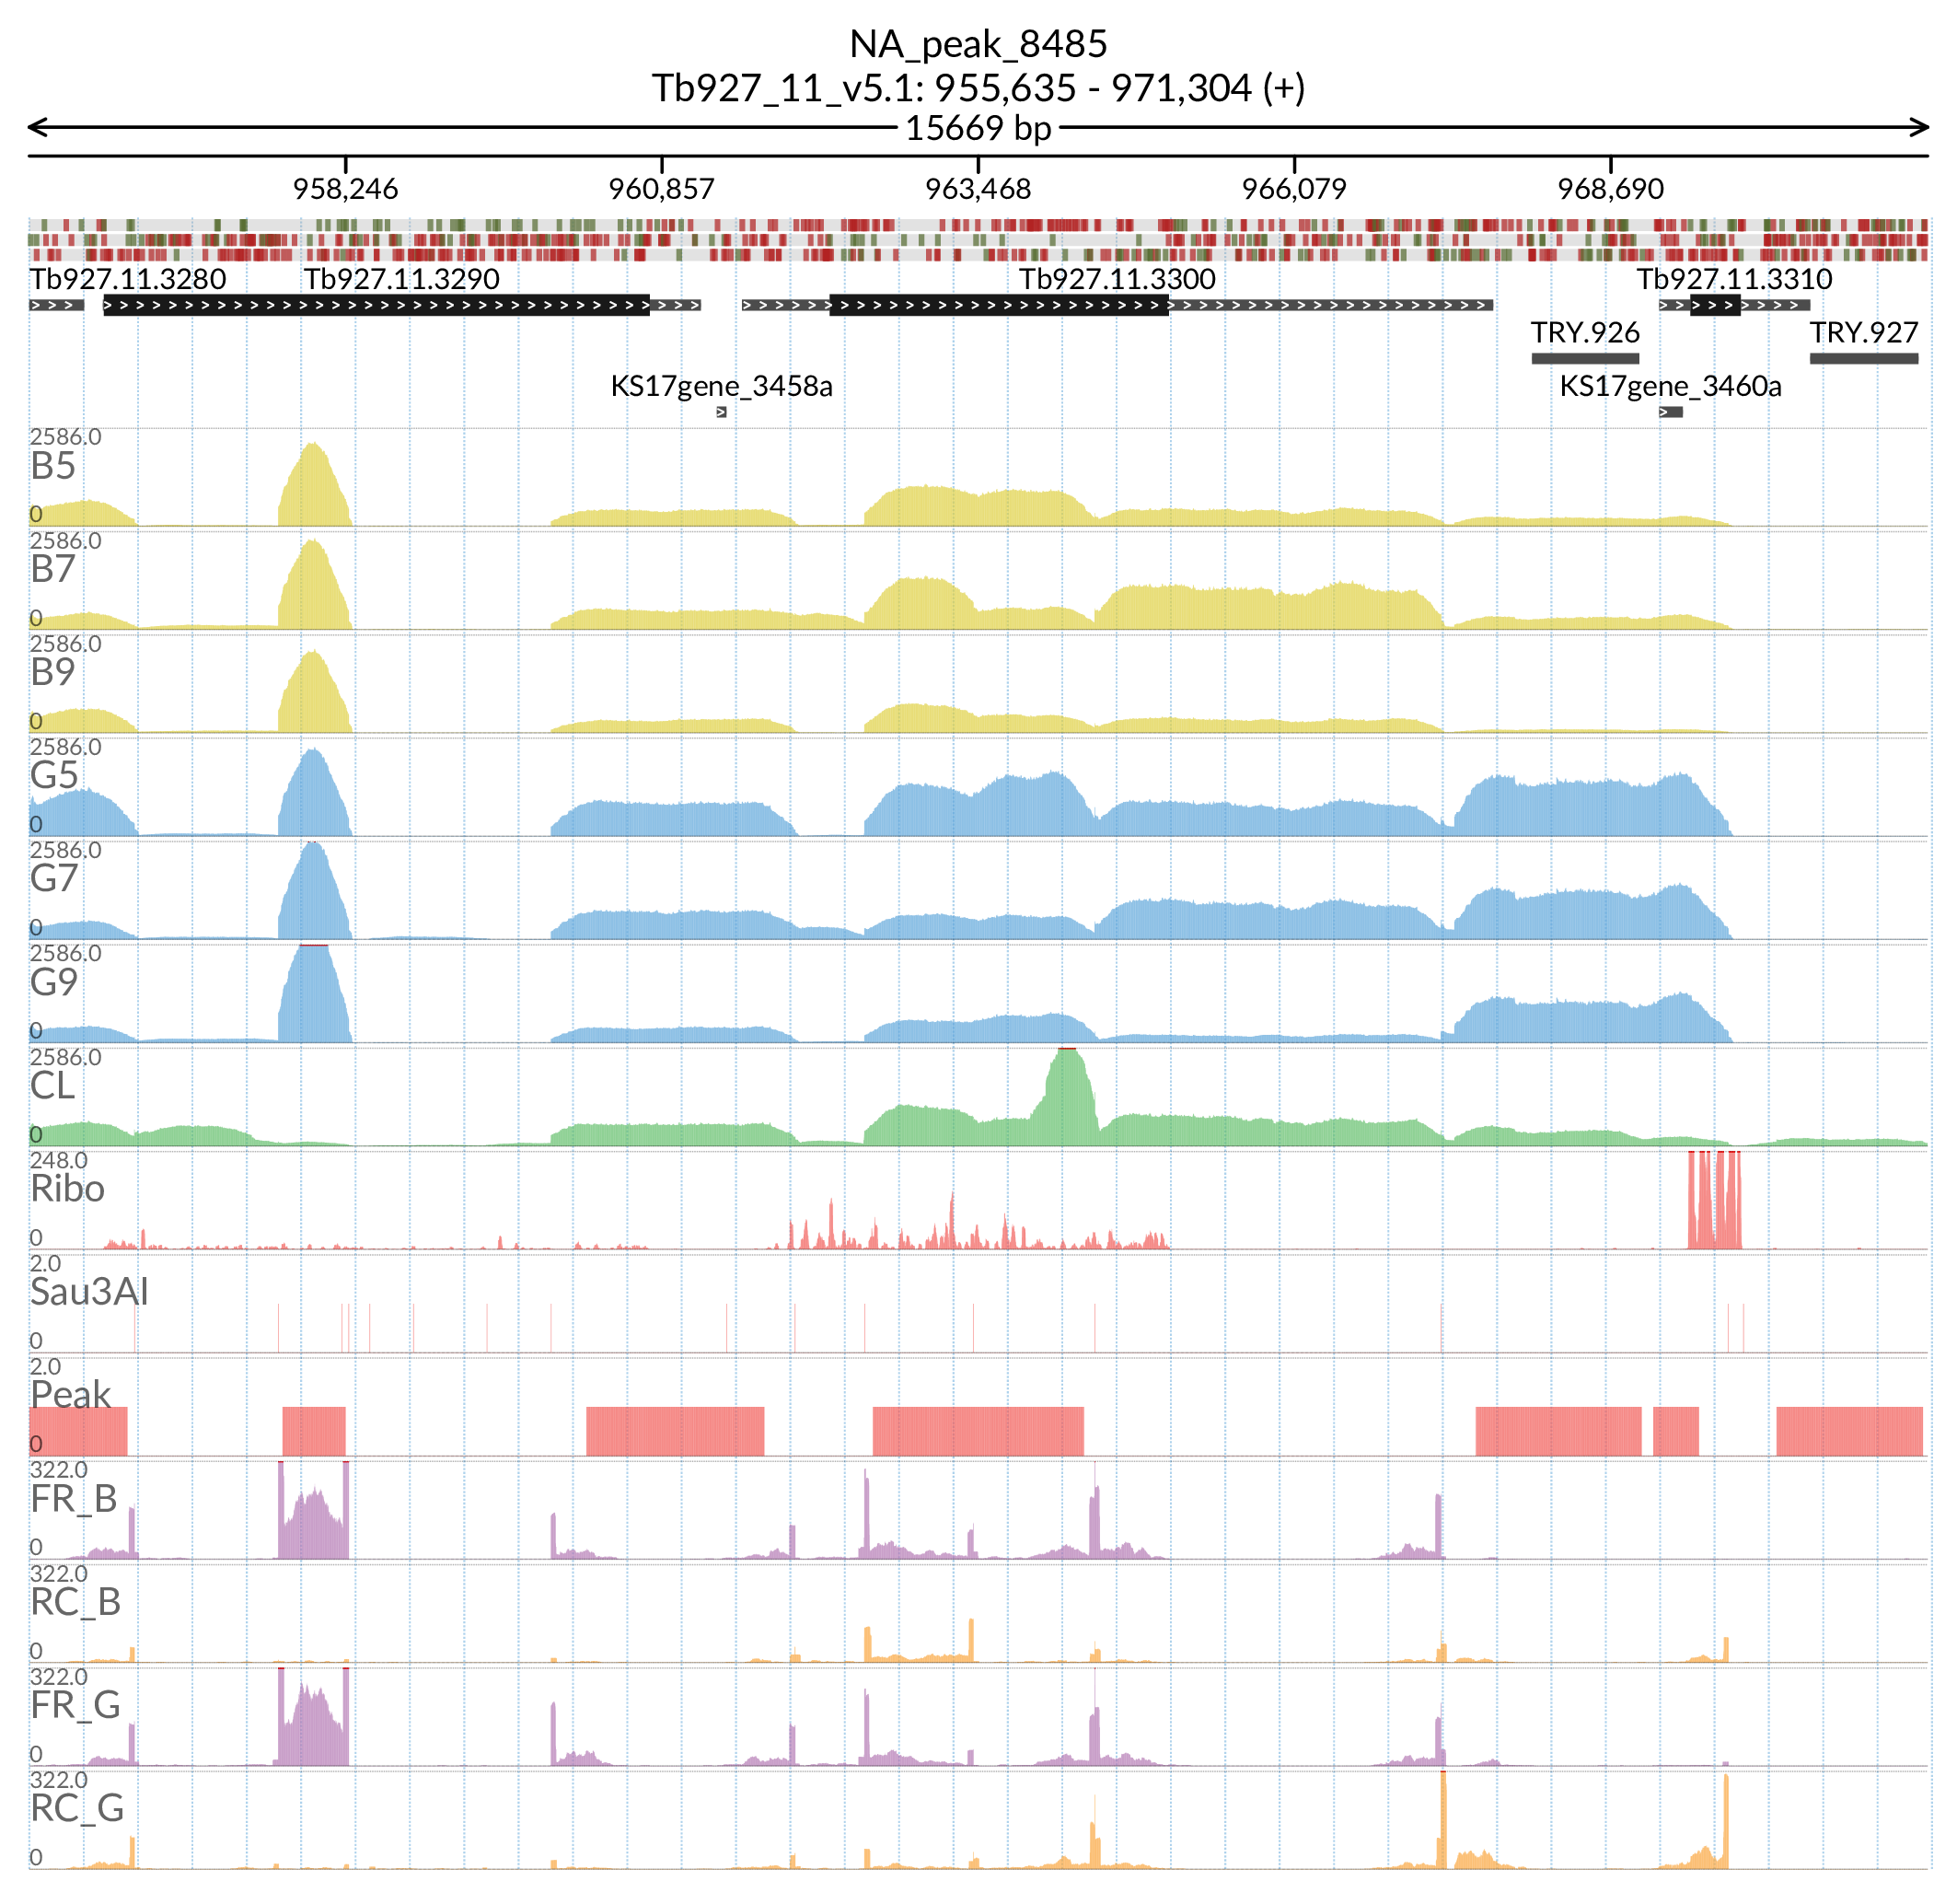 NA_peak_8485
Tb927_11_v5.1: 955,635 - 971,304 (+)
15669 bp
958,246 960,857 963,468 966,079 968,690
Tb927.11.3280 Tb927.11.3290 Tb927.11.3300 Tb927.11.3310
TRY.926 TRY.927
KS17gene_3458a KS17gene_3460a
2586.0
B5
0
2586.0
B7
0
2586.0
B9
0
2586.0
G5
0
2586.0
G7
0
2586.0
G9
0
2586.0
CL
0
248.0
Ribo
0
2.0
Sau3AI
0
2.0
Peak
0
322.0
FR_B
0
322.0
RC_B
0
322.0
FR_G
0
322.0
RC_G
0